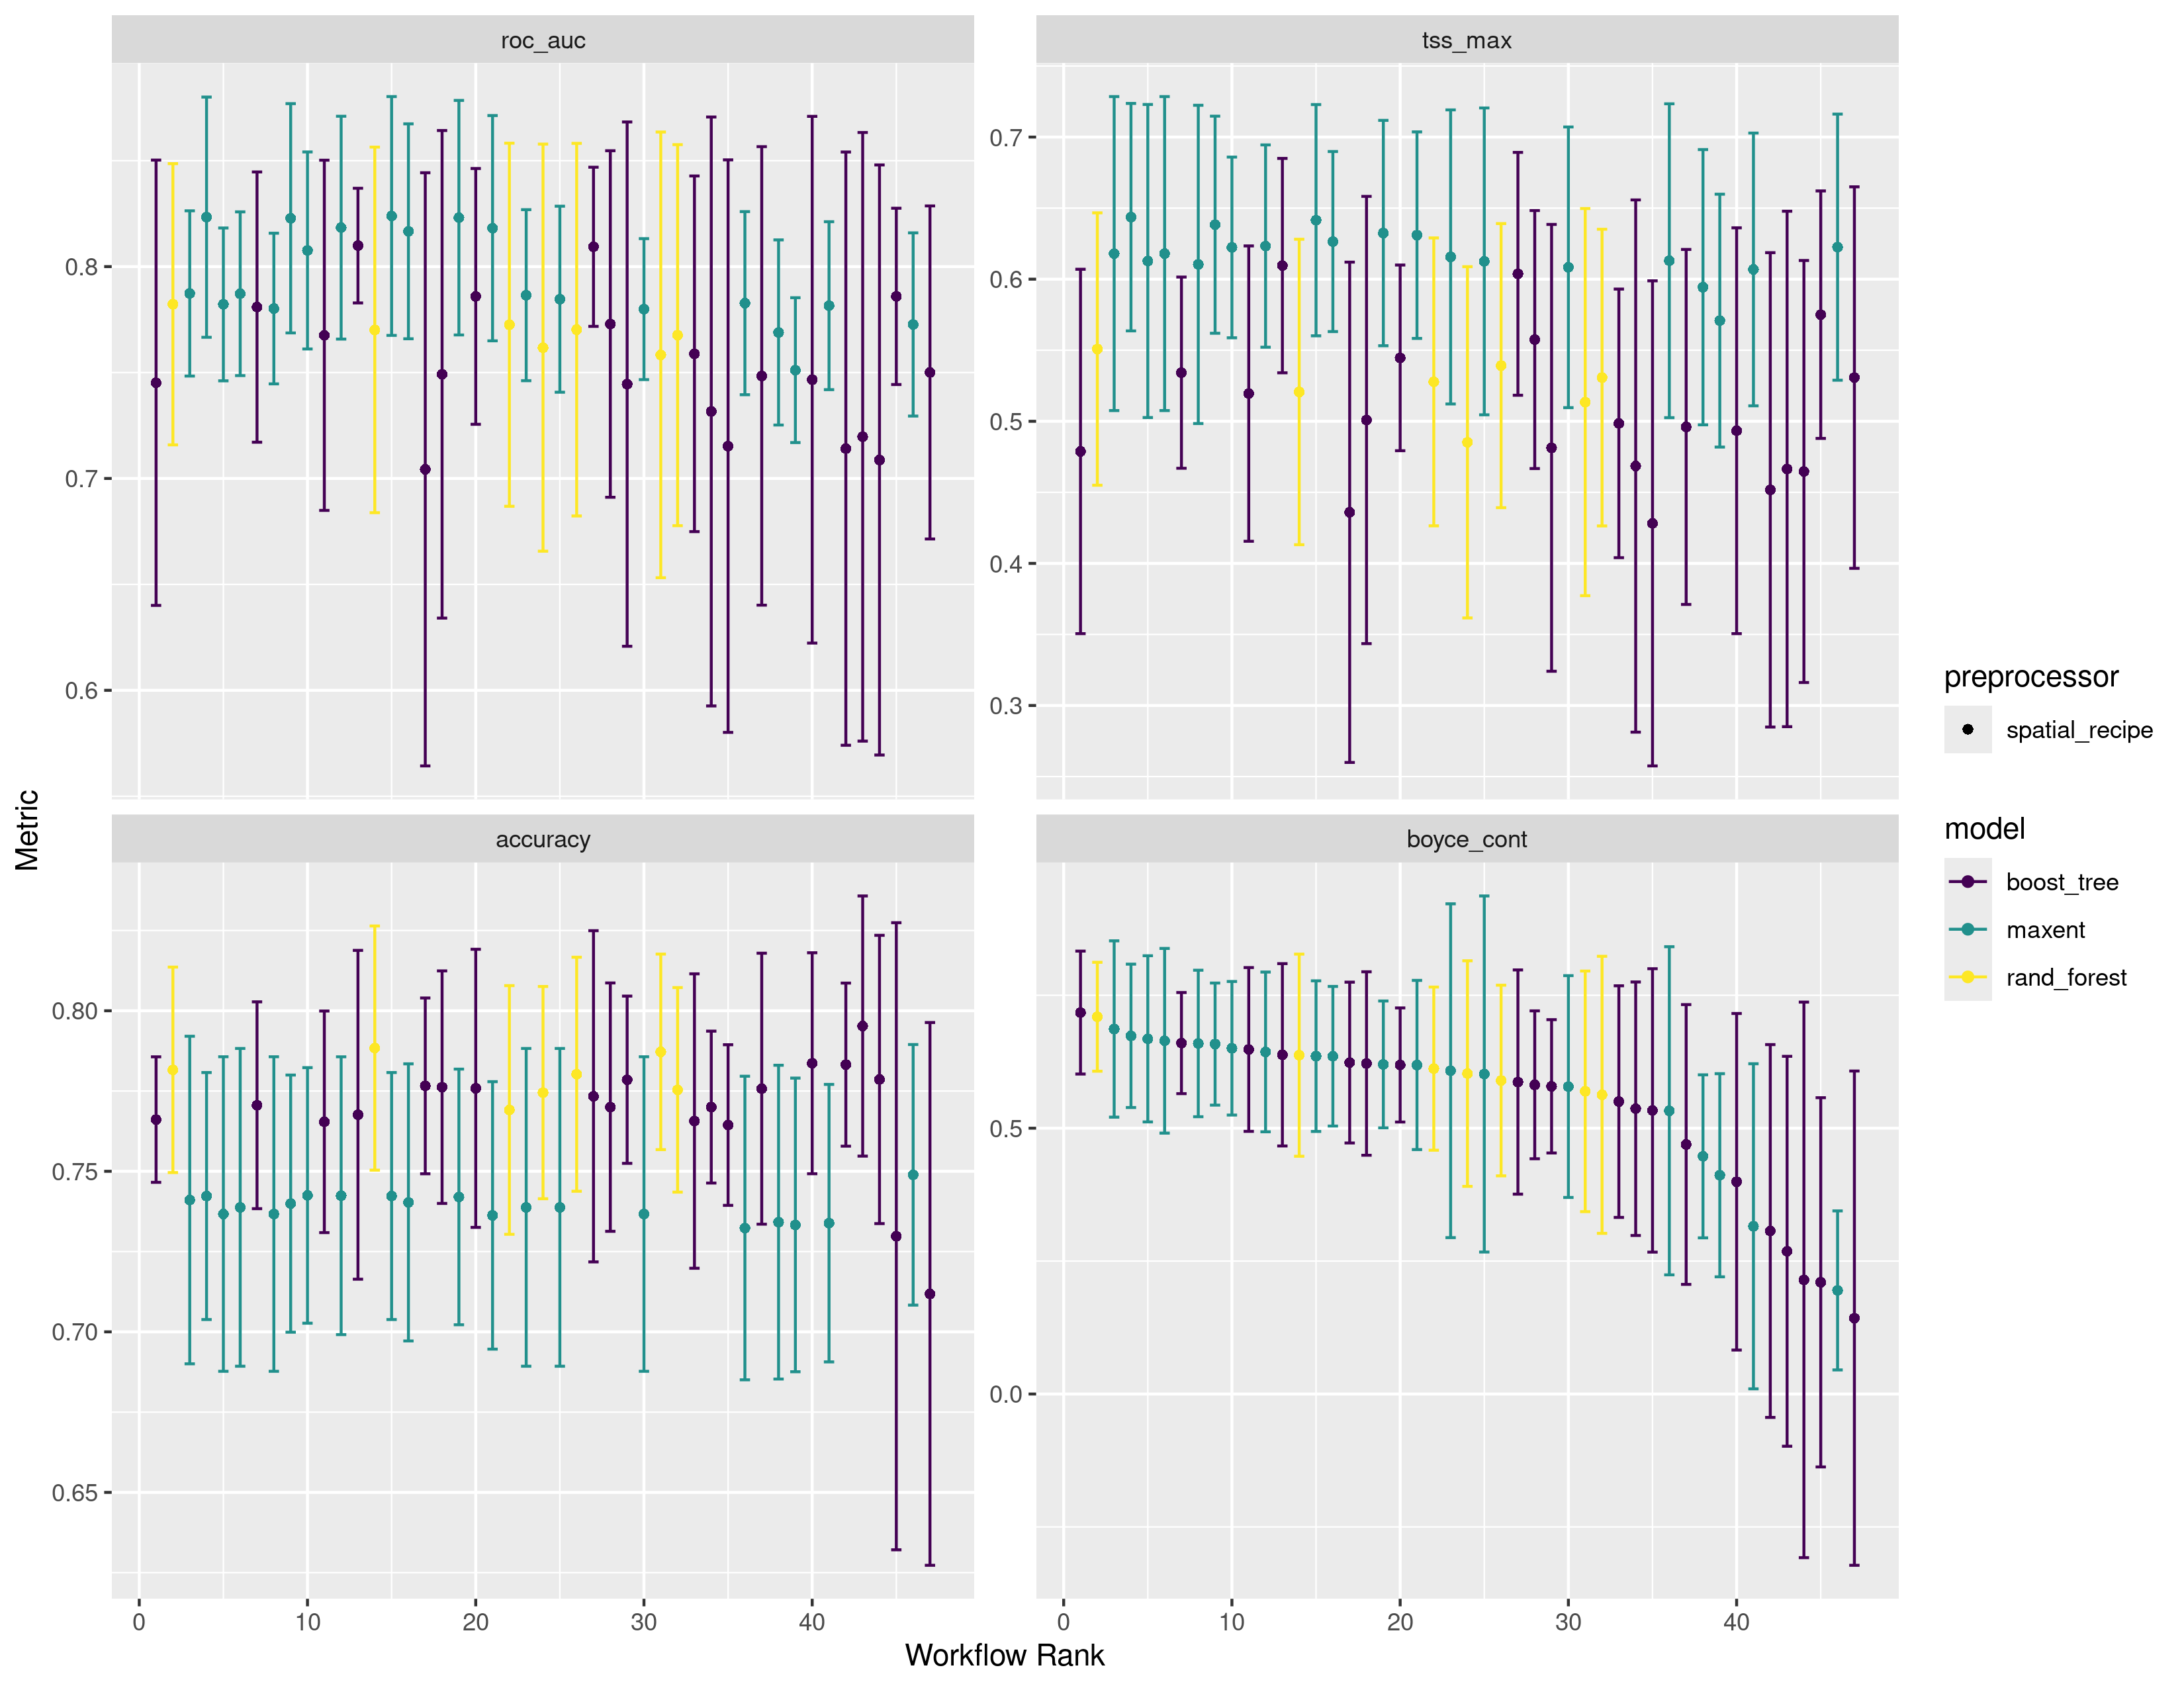 roc_auc
tss_max
0.8
0.7
0.6
0.7
0.6
0.5
0.4
0.3
Metric
accuracy
boyce_cont
0.80
0.75
0.70
0.65
0.5
0.0
0 10 20 30 40
0 10 20 30 40
Workflow Rank
preprocessor
spatial_recipe
model
boost_tree
maxent
rand_forest